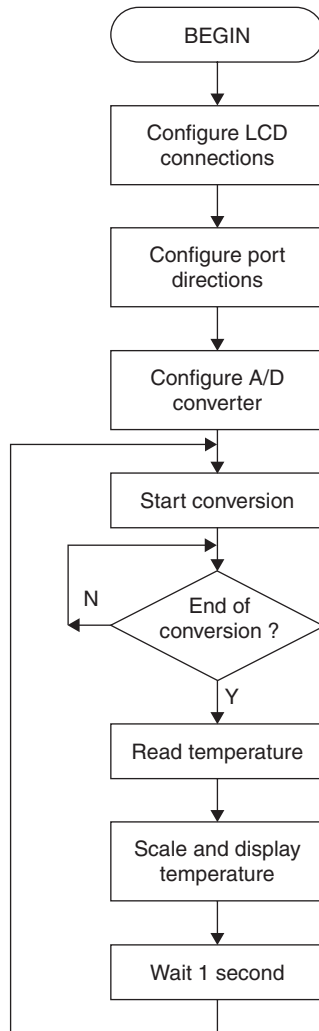 BEGIN
Configure LCD
connections
Configure port
directions
Configure A/D
converter
Start conversion
N
End of
conversion ?
Y
Read temperature
Scale and display
temperature
Wait 1 second